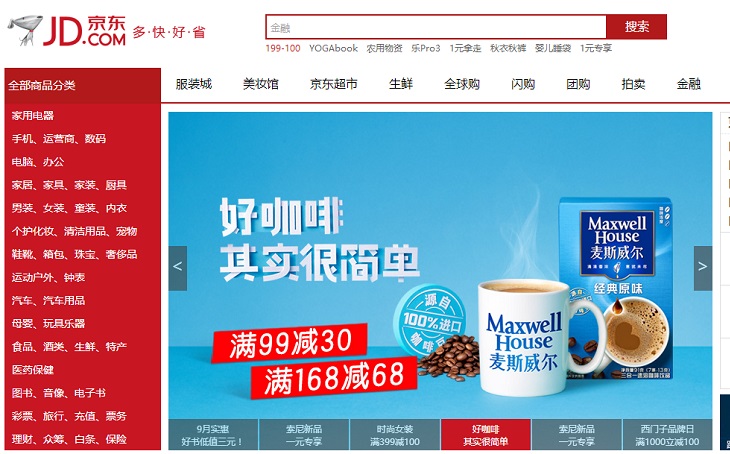 JD京东
.COM
多·快·好·省
金融
搜索
199-100 YOGAbook 农用物资 乐Pro3 1元拿走 秋衣秋裤 婴儿睡袋 1元专享
全部商品分类
服装城 美妆馆 京东超市 生鲜 全球购 闪购 团购 拍卖 金融
家用电器
手机、运营商、数码
电脑、办公
家居、家具、家装、厨具
男装、女装、童装、内衣
个护化妆、清洁用品、宠物
鞋靴、箱包、珠宝、奢侈品
运动户外、钟表
汽车、汽车用品
母婴、玩具乐器
食品、酒类、生鲜、特产
医药保健
图书、音像、电子书
彩票、旅行、充值、票务
理财、众筹、白条、保险
<
>
好咖啡
其实很简单
源自
100%进口
咖啡豆
满99减30
满168减68
Maxwell
House
麦斯威尔
Maxwell
House
麦斯威尔
经典原味
9月实惠
好书低值三元！
索尼新品
一元专享
时尚女装
满399减100
好咖啡
其实很简单
索尼新品
一元专享
西门子品牌日
满1000立减100